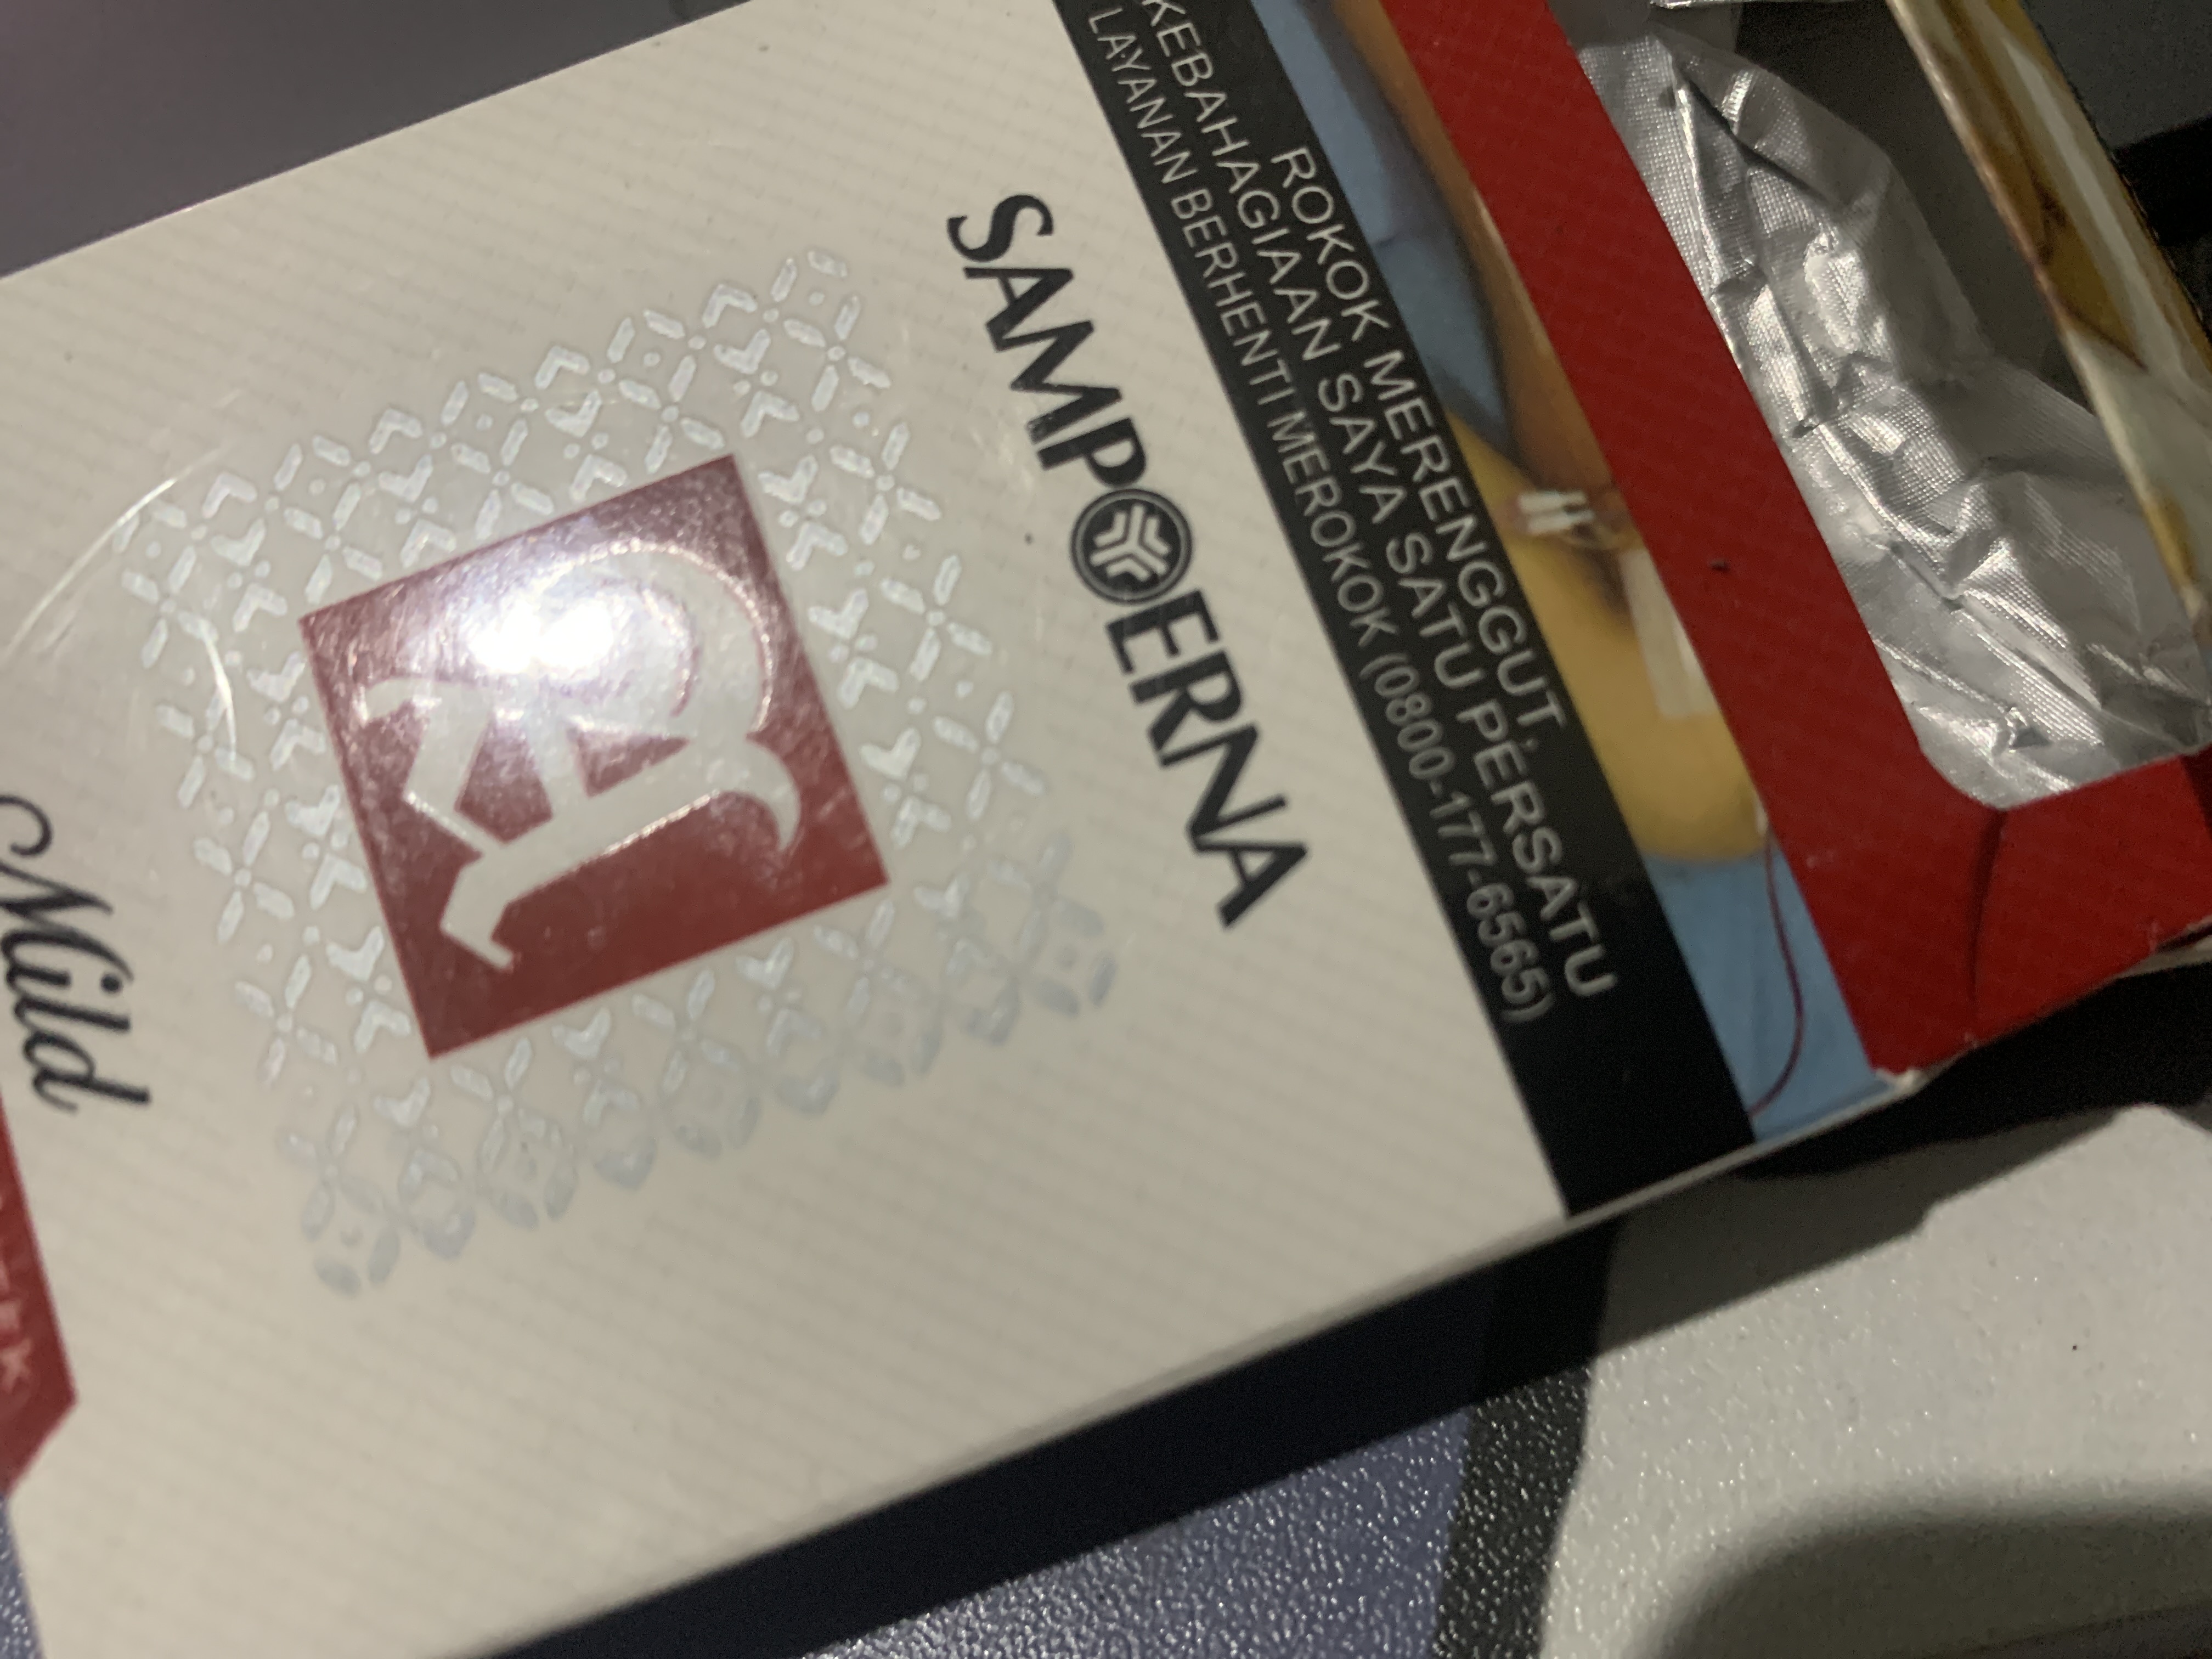 ROKOK MERENGGUT,
KEBAHAGIAAN SAYA SATU PERSATU
LAYANAN BERHENTI MEROKOK (0800-177-6565)
SAMPOERNA
A
Mild